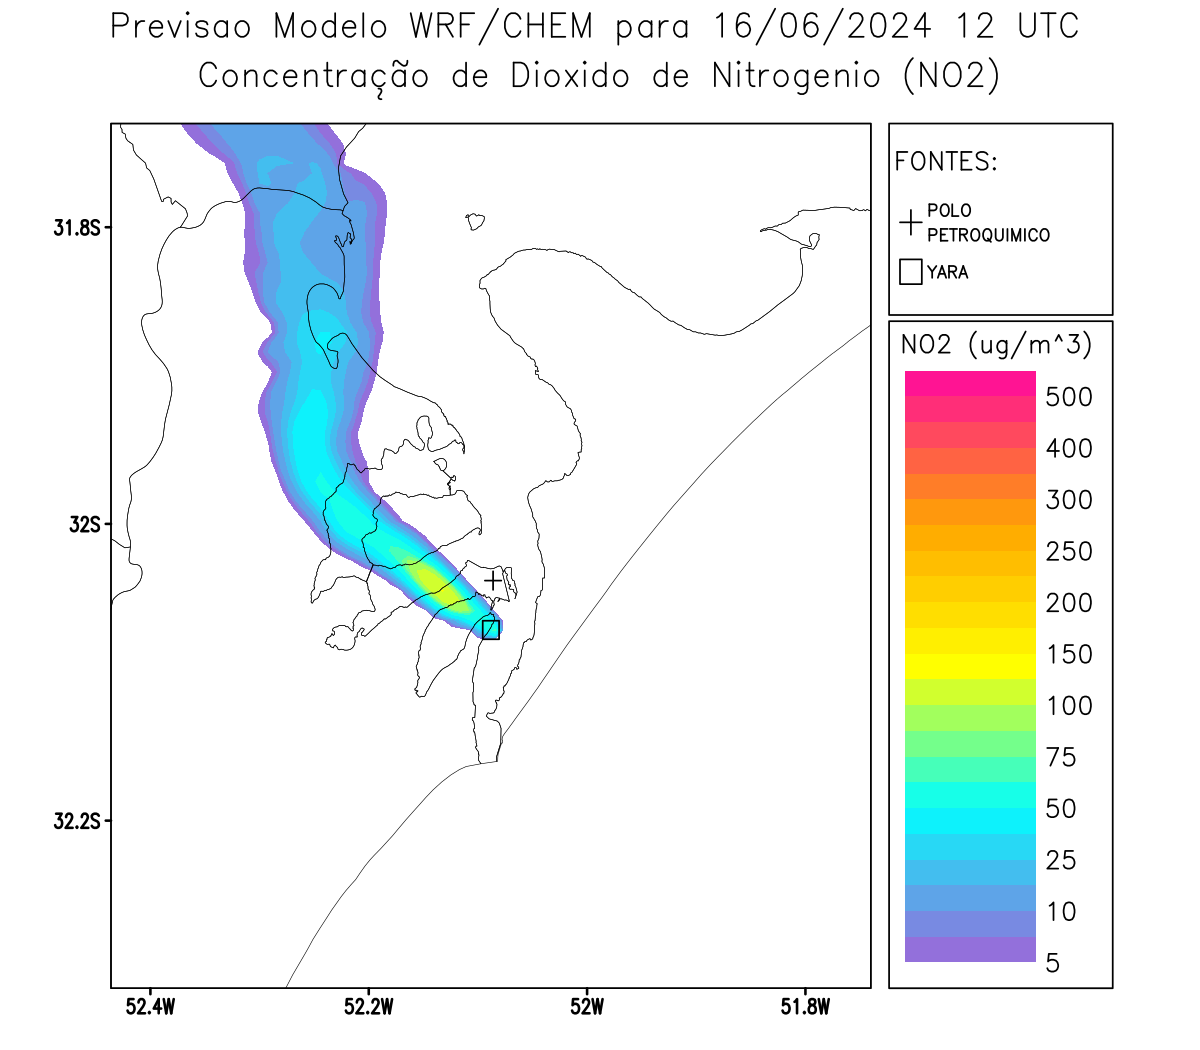 Previsao Modelo WRF/CHEM para 16/06/2024 12 UTC
Concentração de Dioxido de Nitrogenio (NO2)
FONTES:
POLO
PETROQUIMICO
YARA
NO2 (ug/m^3)
500
400
300
250
200
150
100
75
50
25
10
5
31.8S
32S
32.2S
52.4W
52.2W
52W
51.8W